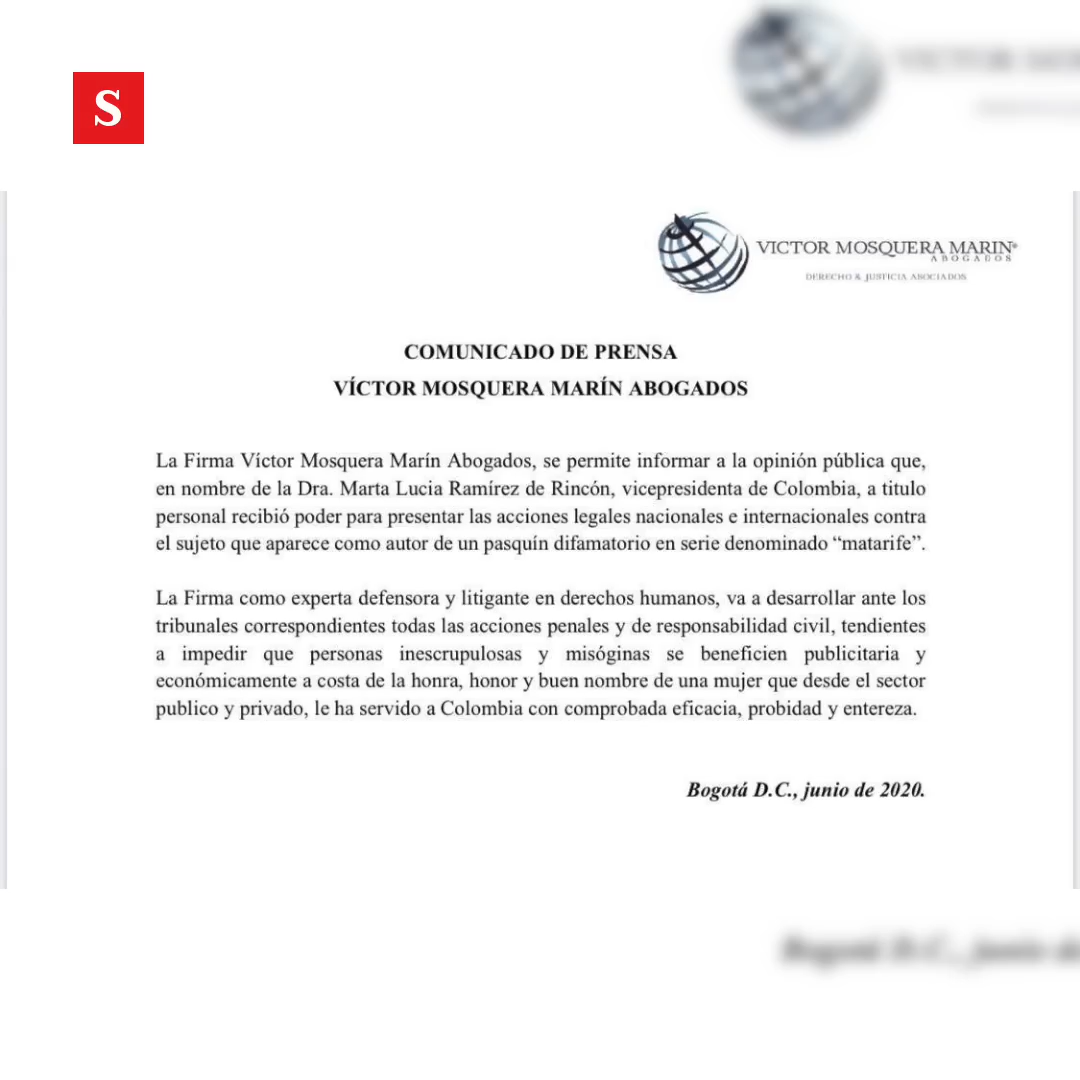 S
VICTOR MOSQUERA MARIN®
ABOGADOS
DERECHO & JUSTICIA ASOCIADOS
COMUNICADO DE PRENSA
VÍCTOR MOSQUERA MARÍN ABOGADOS
La Firma Víctor Mosquera Marín Abogados, se permite informar a la opinión pública que,
en nombre de la Dra. Marta Lucia Ramírez de Rincón, vicepresidenta de Colombia, a titulo
personal recibió poder para presentar las acciones legales nacionales e internacionales contra
el sujeto que aparece como autor de un pasquín difamatorio en serie denominado “matarife”.
La Firma como experta defensora y litigante en derechos humanos, va a desarrollar ante los
tribunales correspondientes todas las acciones penales y de responsabilidad civil, tendientes
a impedir que personas inescrupulosas y misóginas se beneficien publicitaria y
económicamente a costa de la honra, honor y buen nombre de una mujer que desde el sector
publico y privado, le ha servido a Colombia con comprobada eficacia, probidad y entereza.
Bogotá D.C., junio de 2020.
Bogotá D.C., junio de